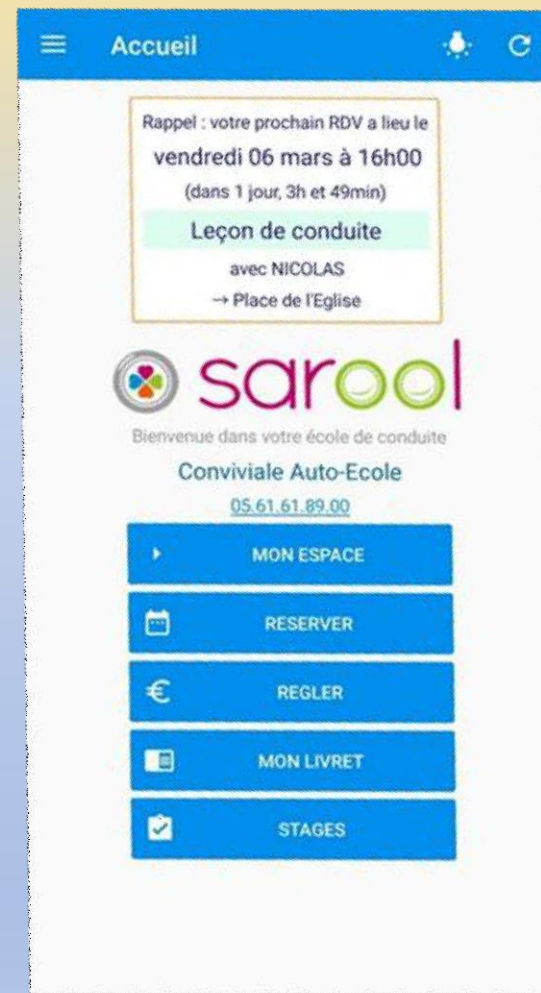 Accueil
Rappel : votre prochain RDV a lieu le
vendredi 06 mars à 16h00
(dans 1 jour, 3h et 49min)
Leçon de conduite
avec NICOLAS
→ Place de l'Eglise
sarool
Bienvenue dans votre école de conduite
Conviviale Auto-Ecole
05.61.61.89.00
MON ESPACE
RESERVER
€ REGLER
MON LIVRET
STAGES